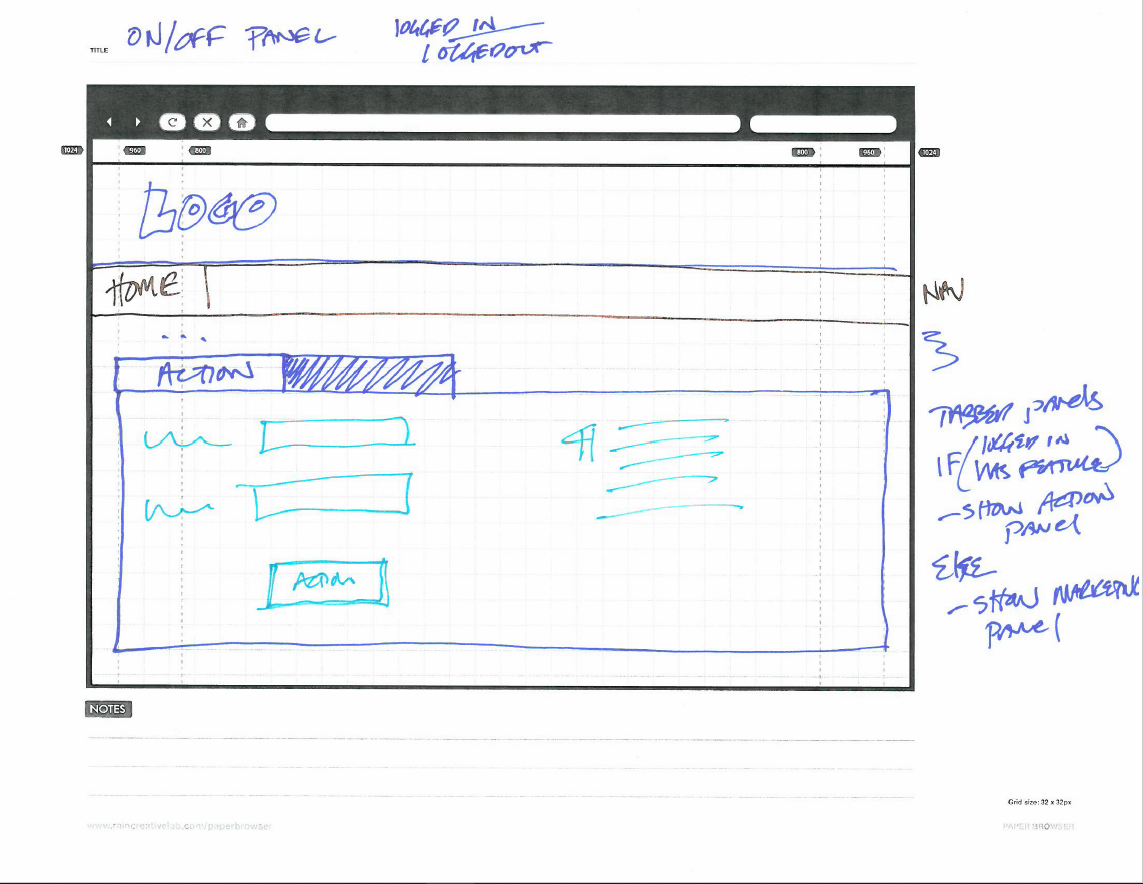 TITLE ON/OFF PANEL LOGGED IN
LOGGEDOUT
1024 960 800 800 960 1024
LOGO
HOME
NAV
...
ACTION
TABBED panels
IF (LOGGED IN
HAS FEATURE)
- SHOW ACTION
PANEL
¶
ACTION
ELSE
- SHOW MARKETING
PANEL
NOTES
Grid size: 32 x 32px
www.raincreativelab.com/paperbrowser
PAPER BROWSER